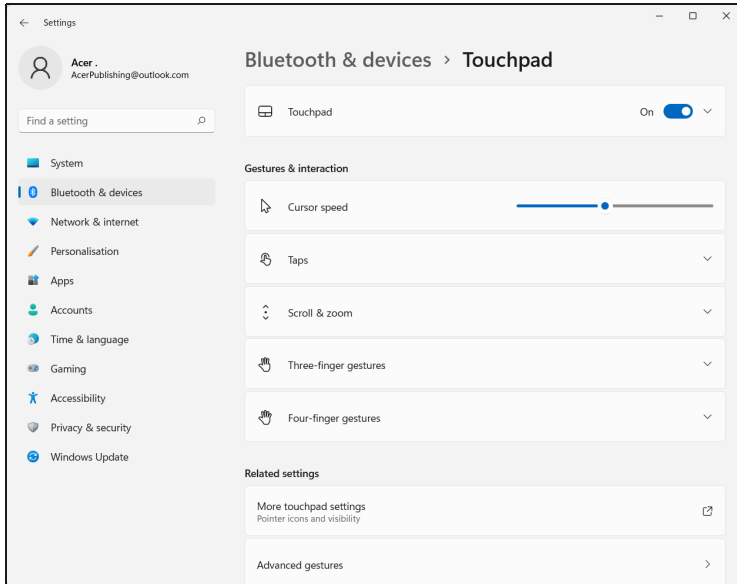 Settings
Acer .
AcerPublishing@outlook.com
Find a setting
System
Bluetooth & devices
Network & internet
Personalisation
Apps
Accounts
Time & language
Gaming
Accessibility
Privacy & security
Windows Update
Bluetooth & devices > Touchpad
Touchpad
On
Gestures & interaction
Cursor speed
Taps
Scroll & zoom
Three-finger gestures
Four-finger gestures
Related settings
More touchpad settings
Pointer icons and visibility
Advanced gestures